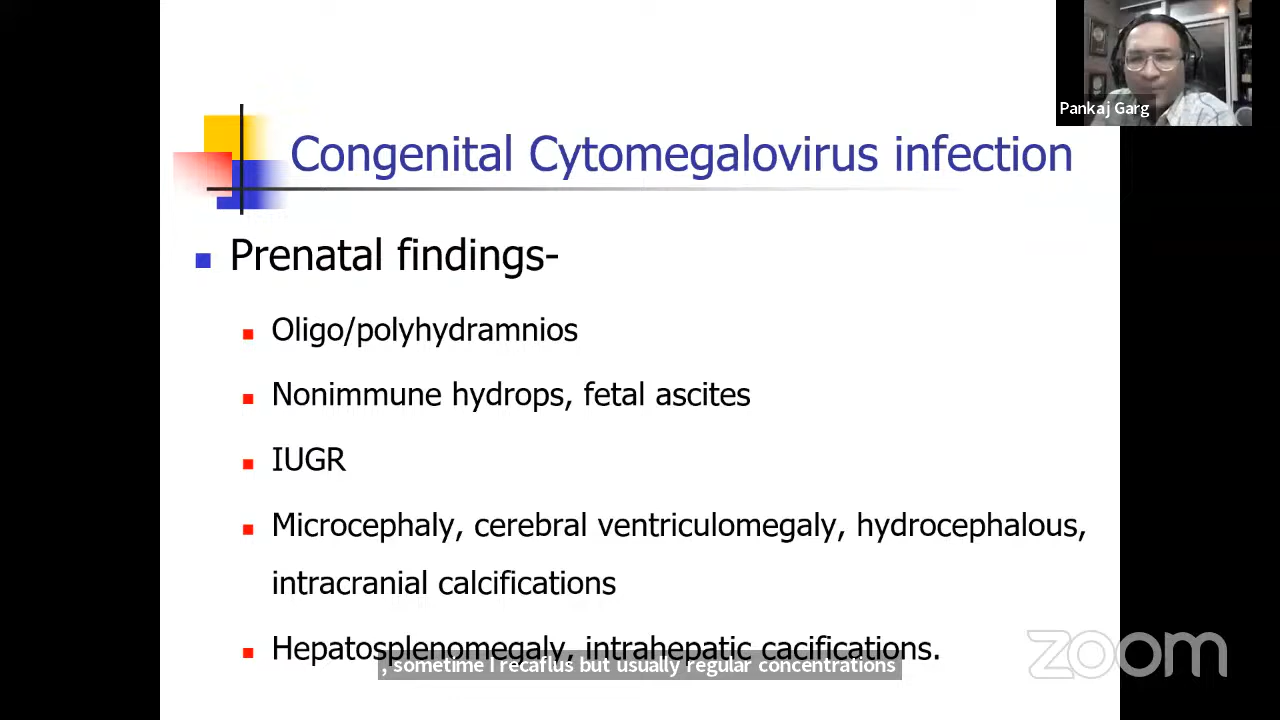 Pankaj Garg
Congenital Cytomegalovirus infection
Prenatal findings-
Oligo/polyhydramnios
Nonimmune hydrops, fetal ascites
IUGR
Microcephaly, cerebral ventriculomegaly, hydrocephalous,
intracranial calcifications
Hepatosplenomegaly, intrahepatic cacifications.
, sometime I recaflus but usually regular concentrations
zoom